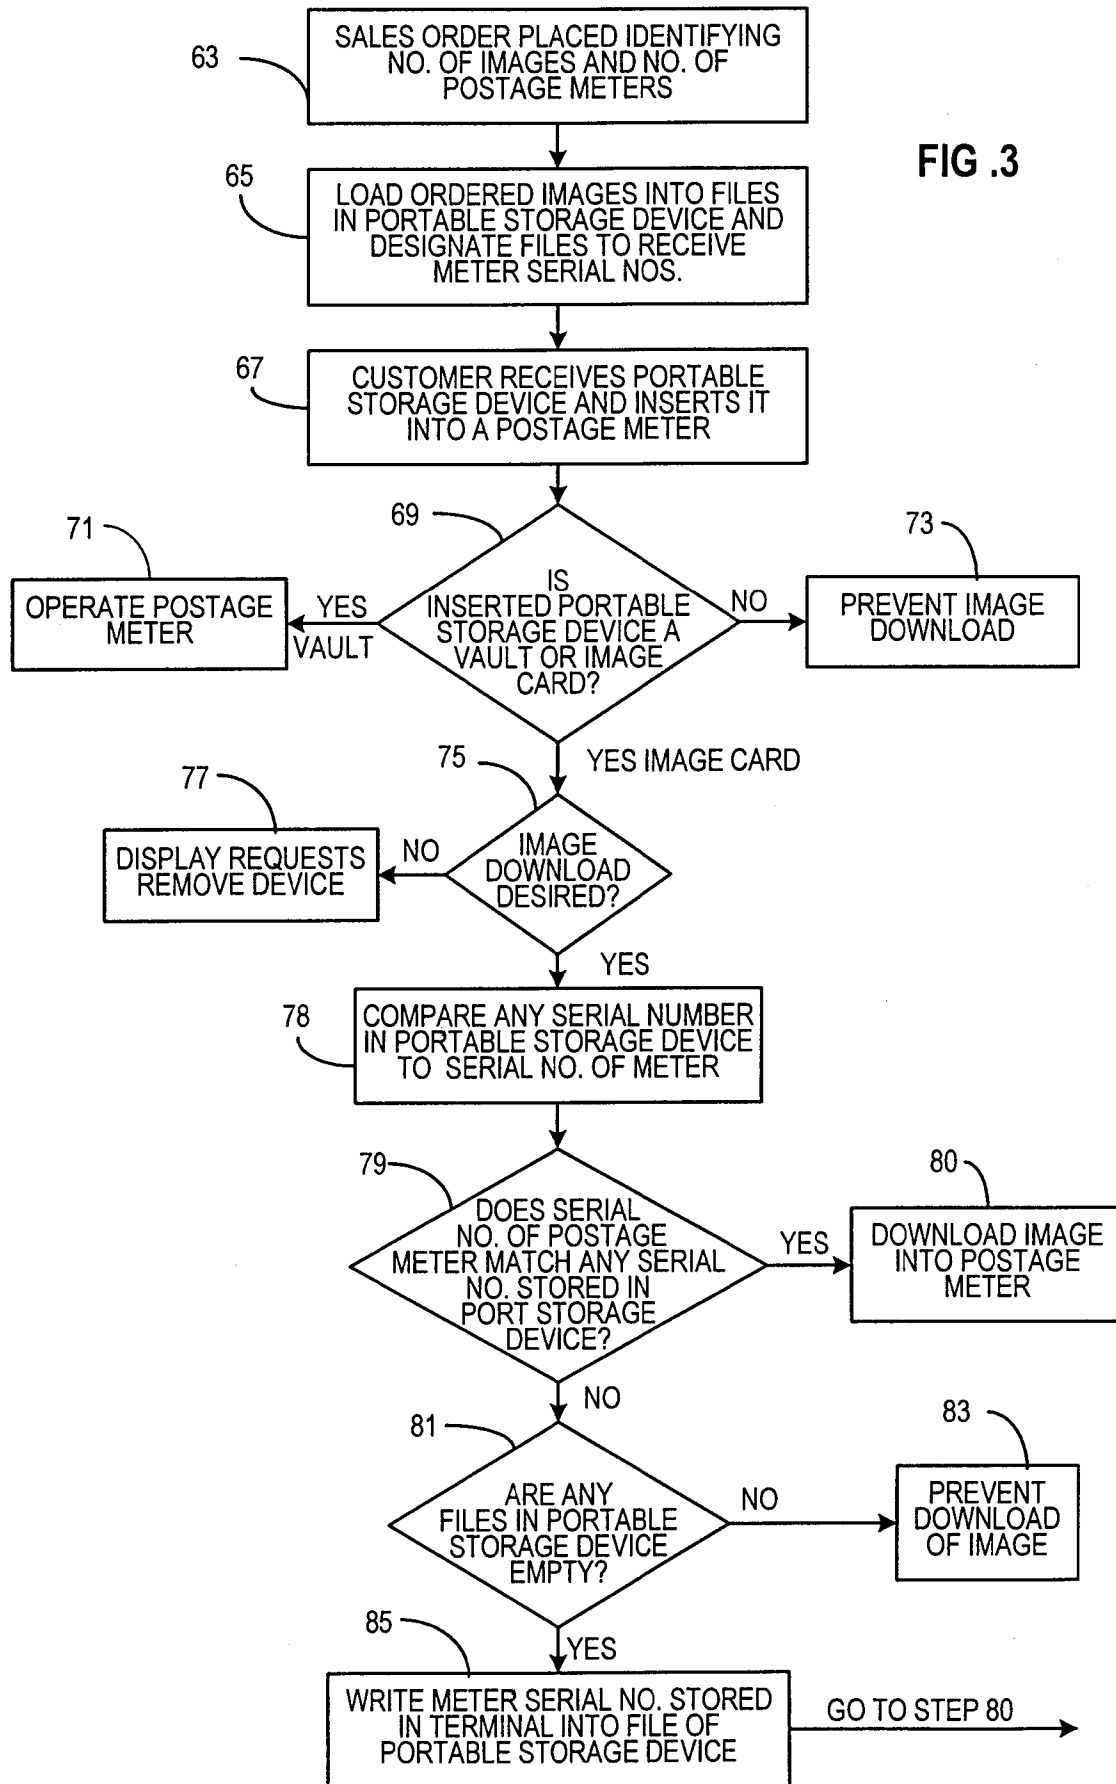 63
SALES ORDER PLACED IDENTIFYING
NO. OF IMAGES AND NO. OF
POSTAGE METERS
FIG .3
65
LOAD ORDERED IMAGES INTO FILES
IN PORTABLE STORAGE DEVICE AND
DESIGNATE FILES TO RECEIVE
METER SERIAL NOS.
67
CUSTOMER RECEIVES PORTABLE
STORAGE DEVICE AND INSERTS IT
INTO A POSTAGE METER
69
IS
INSERTED PORTABLE
STORAGE DEVICE A
VAULT OR IMAGE
CARD?
71
OPERATE POSTAGE
METER
YES
VAULT
NO
73
PREVENT IMAGE
DOWNLOAD
YES IMAGE CARD
75
IMAGE
DOWNLOAD
DESIRED?
77
DISPLAY REQUESTS
REMOVE DEVICE
NO
YES
78
COMPARE ANY SERIAL NUMBER
IN PORTABLE STORAGE DEVICE
TO SERIAL NO. OF METER
79
DOES SERIAL
NO. OF POSTAGE
METER MATCH ANY SERIAL
NO. STORED IN
PORT STORAGE
DEVICE?
YES
80
DOWNLOAD IMAGE
INTO POSTAGE
METER
NO
81
ARE ANY
FILES IN PORTABLE
STORAGE DEVICE
EMPTY?
NO
83
PREVENT
DOWNLOAD
OF IMAGE
YES
85
WRITE METER SERIAL NO. STORED
IN TERMINAL INTO FILE OF
PORTABLE STORAGE DEVICE
GO TO STEP 80